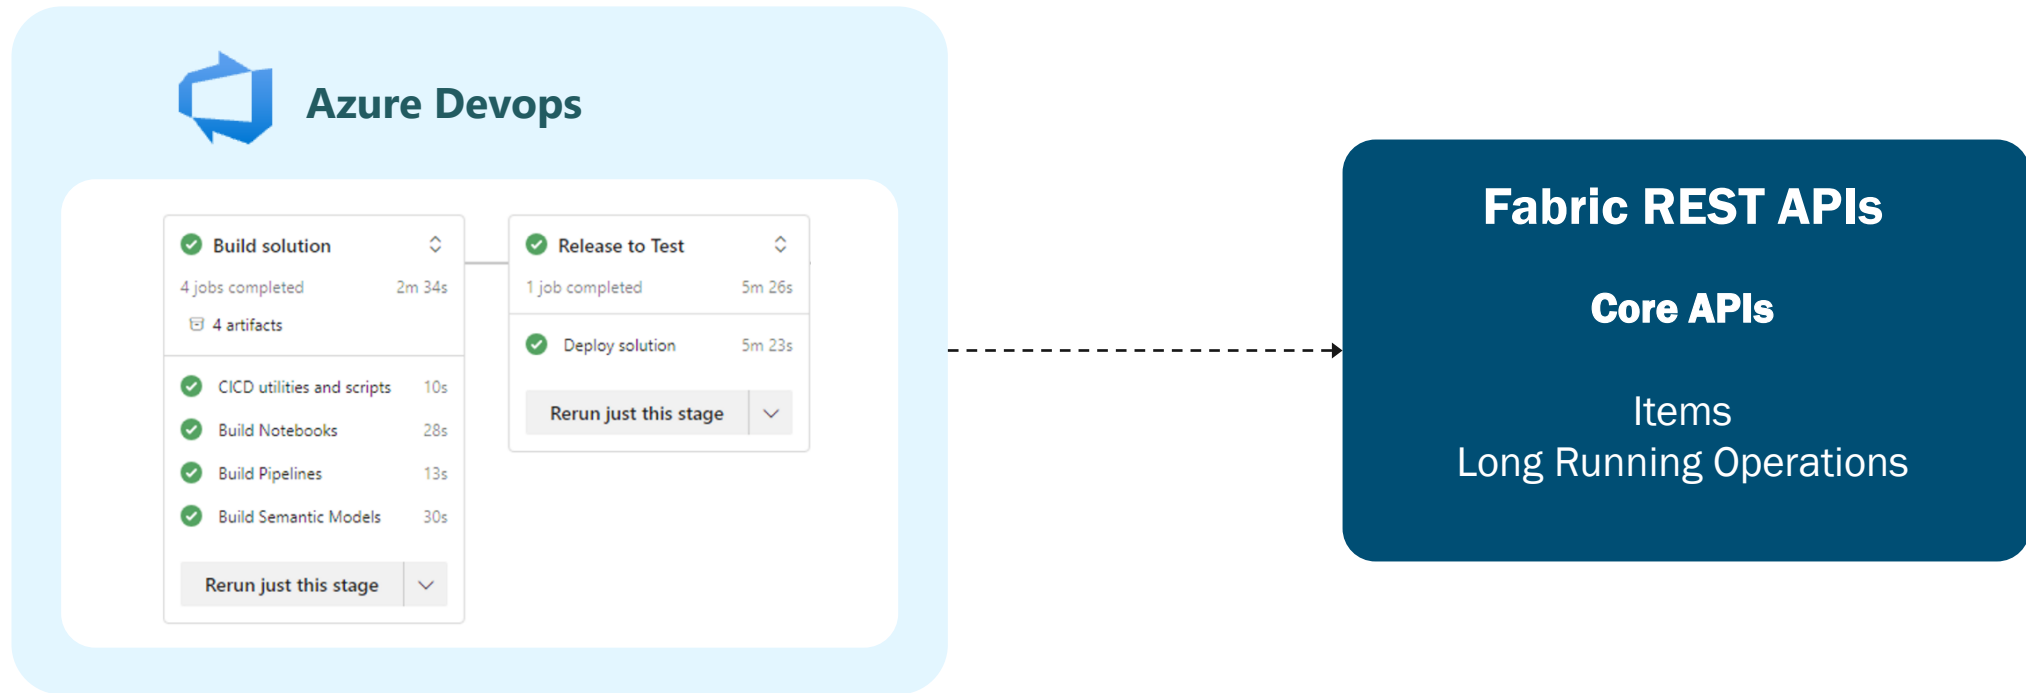 Azure Devops
Build solution
4 jobs completed 2m 34s
4 artifacts
CICD utilities and scripts 10s
Build Notebooks 28s
Build Pipelines 13s
Build Semantic Models 30s
Rerun just this stage
Release to Test
1 job completed 5m 26s
Deploy solution 5m 23s
Rerun just this stage
Fabric REST APIs
Core APIs
Items
Long Running Operations